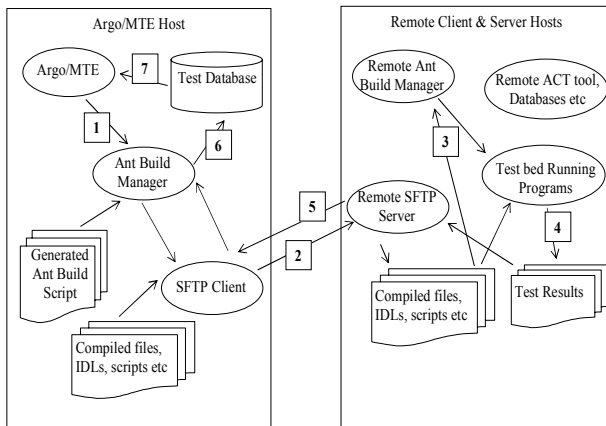 Argo/MTE Host
Argo/MTE
7
Test Database
1
6
Ant Build
Manager
Generated
Ant Build
Script
SFTP Client
Compiled files,
IDLs, scripts etc
5
2
Remote Client & Server Hosts
Remote Ant
Build Manager
Remote ACT tool,
Databases etc
3
Test bed Running
Programs
Remote SFTP
Server
4
Compiled files,
IDLs, scripts etc
Test Results